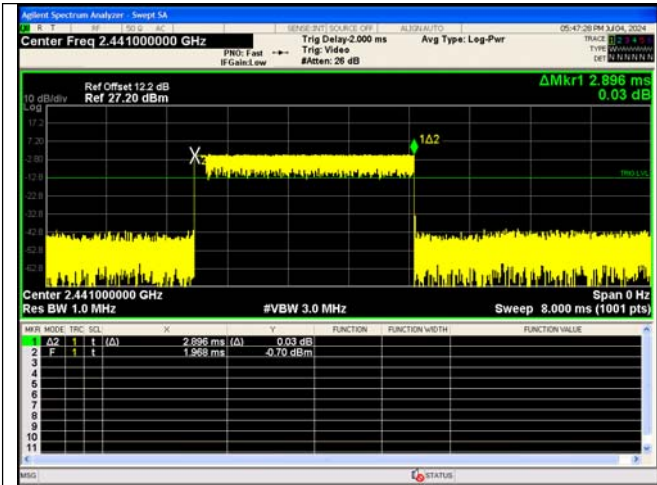 Agilent Spectrum Analyzer - Swept SA
R T RF 50 Ω AC SENSE:INT SOURCE OFF ALIGNAUTO 05:47:28 PM Jul 04, 2024
Center Freq 2.441000000 GHz
PNO: Fast
IFGain:Low
Trig Delay-2.000 ms
Trig: Video
#Atten: 26 dB
Avg Type: Log-Pwr
TRACE 1 2 3 4 5 6
TYPE
DET N N N N N N
ΔMkr1 2.896 ms
0.03 dB
Ref Offset 12.2 dB
Ref 27.20 dBm
10 dB/div
Log
17.2
7.20
-2.80
-12.8
-22.8
-32.8
-42.8
-52.8
-62.8
2
1Δ2
TRIG LVL
Center 2.441000000 GHz
Res BW 1.0 MHz
#VBW 3.0 MHz
Span 0 Hz
Sweep 8.000 ms (1001 pts)
MKR MODE TRC SCL X Y FUNCTION FUNCTION WIDTH FUNCTION VALUE
1 Δ2 1 t (Δ) 2.896 ms (Δ) 0.03 dB
2 F 1 t 1.968 ms -0.70 dBm
3
4
5
6
7
8
9
10
11
MSG
STATUS